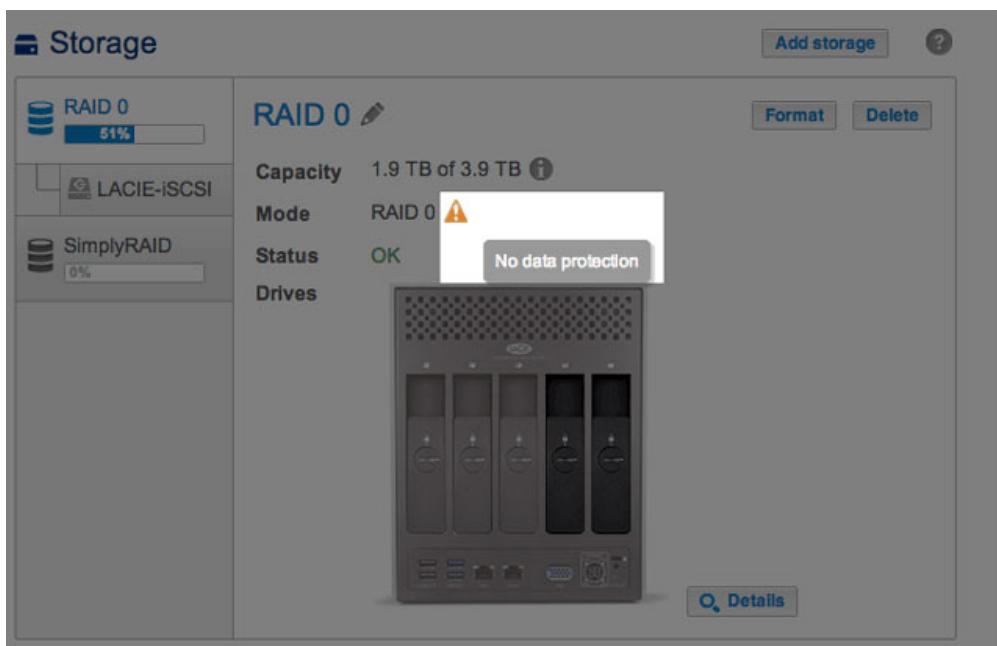 Storage
Add storage
?
RAID 0
51%
LACIE-iSCSI
SimplyRAID
0%
RAID 0
Format
Delete
Capacity 1.9 TB of 3.9 TB
Mode RAID 0
Status OK
No data protection
Drives
Details